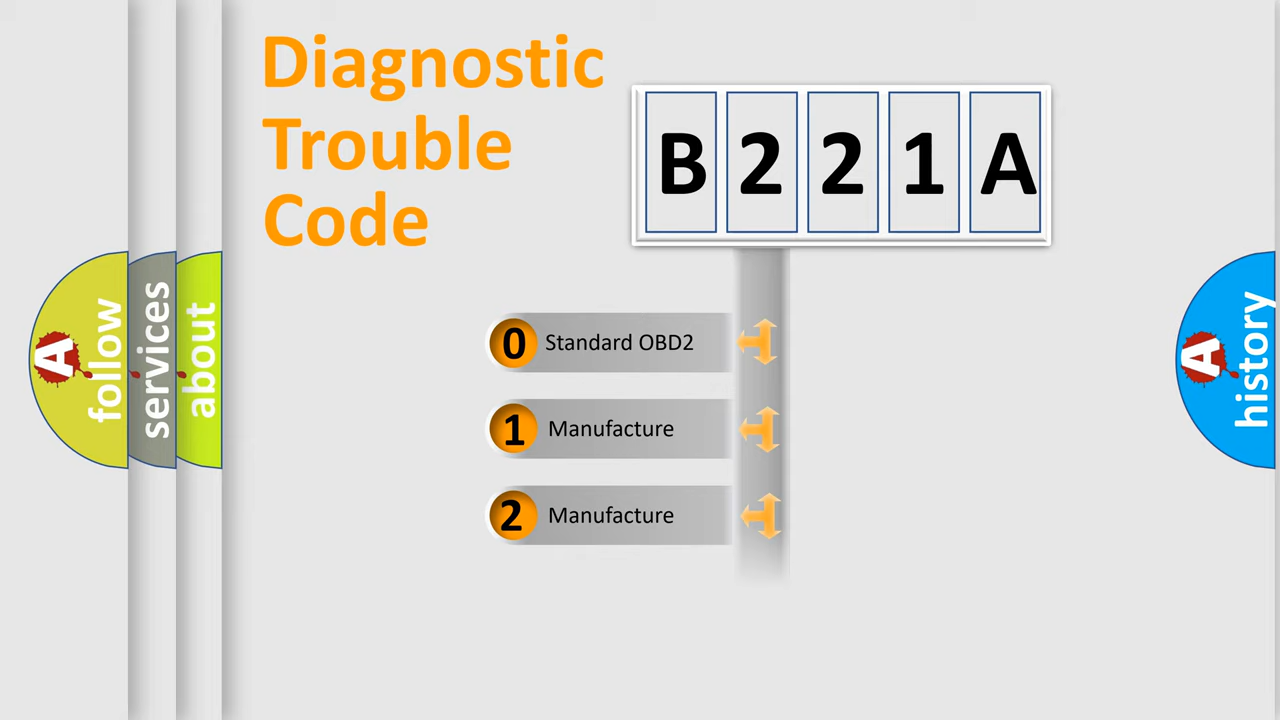 Diagnostic
Trouble
Code
B 2 2 1 A
0 Standard OBD2
1 Manufacture
2 Manufacture
A follow
services
about
A history